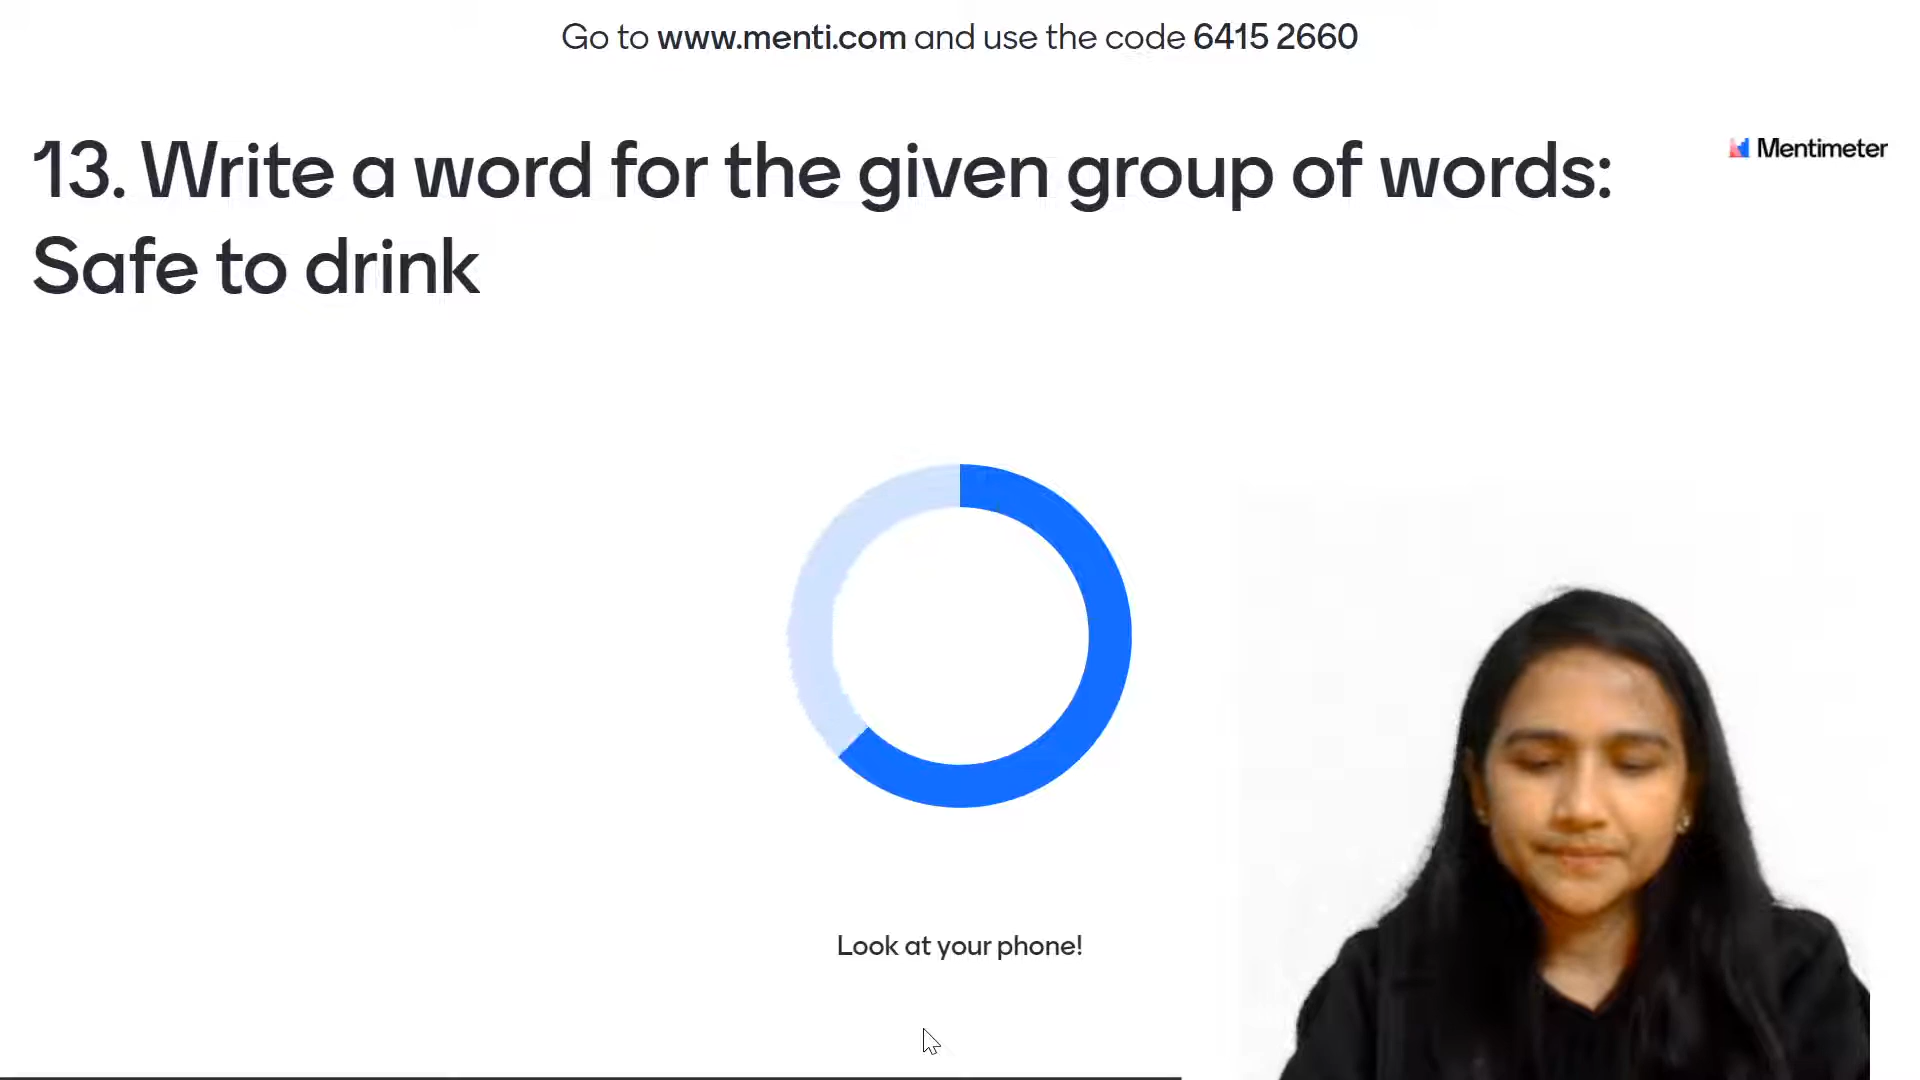 Go to www.menti.com and use the code 6415 2660
13. Write a word for the given group of words:
Safe to drink
Mentimeter
Look at your phone!